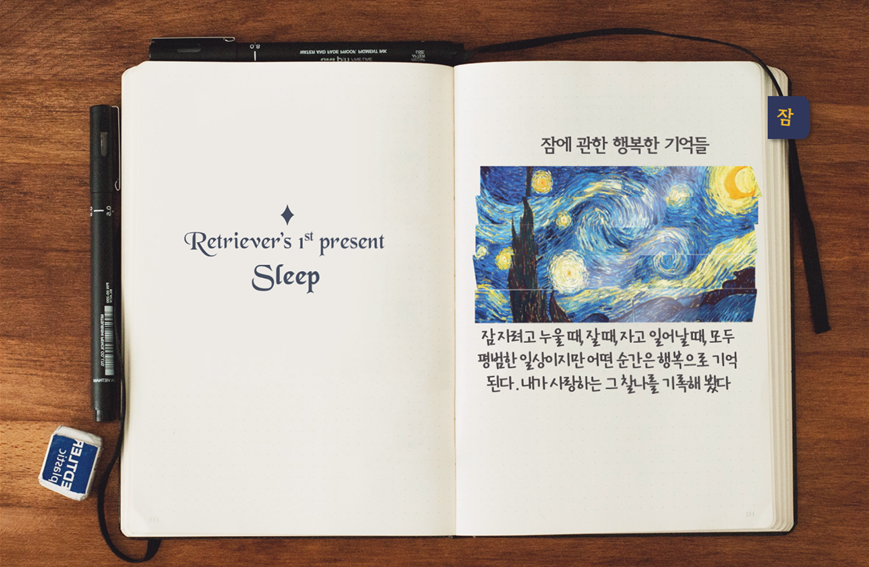 잠
Retriever's 1st present
Sleep
잠에 관한 행복한 기억들
잠 자려고 누울 때, 잘 때, 자고 일어날 때, 모두
평범한 일상이지만 어떤 순간은 행복으로 기억
된다. 내가 사랑하는 그 찰나를 기록해 봤다
plastic
EDTLER